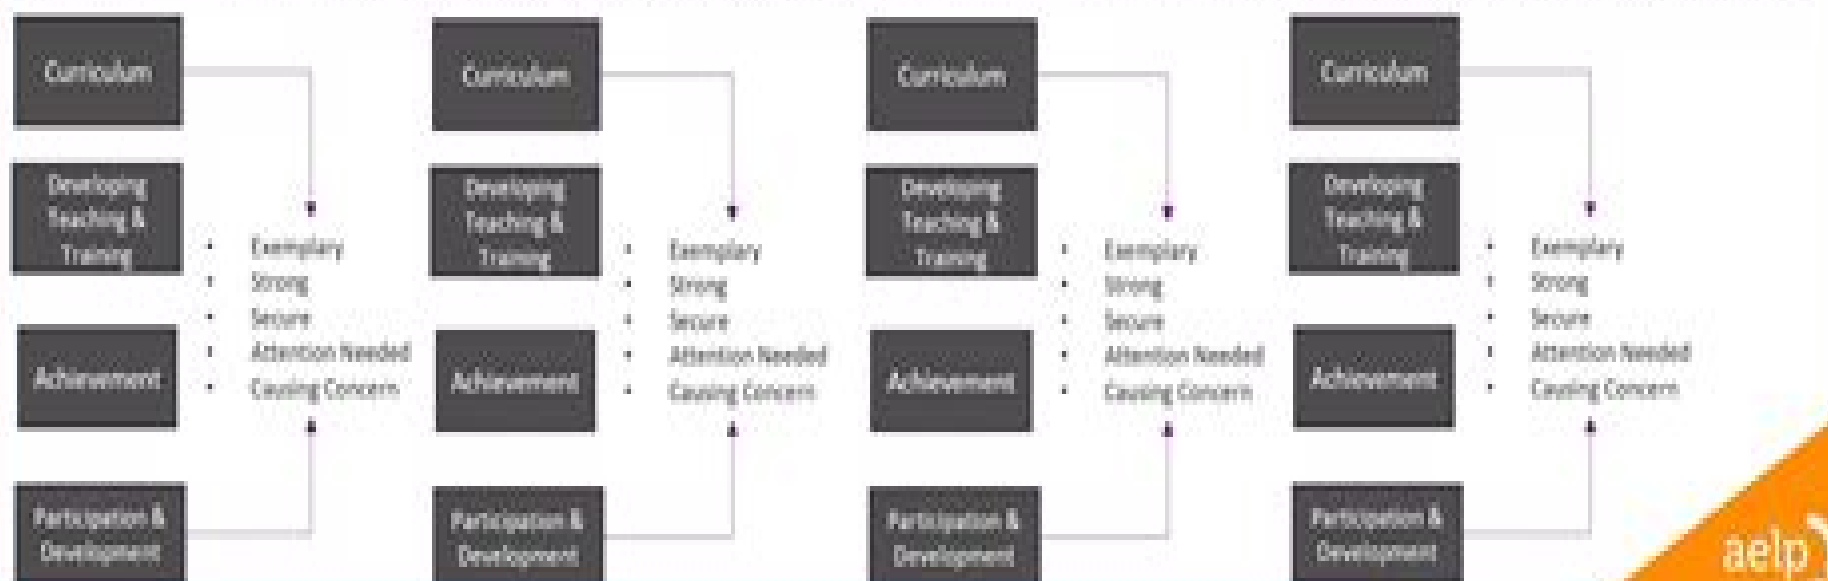 Curriculum
Developing
Teaching &
Training
Achievement
Participation &
Development
• Exemplary
• Strong
• Secure
• Attention Needed
• Causing Concern
Curriculum
Developing
Teaching &
Training
Achievement
Participation &
Development
• Exemplary
• Strong
• Secure
• Attention Needed
• Causing Concern
Curriculum
Developing
Teaching &
Training
Achievement
Participation &
Development
• Exemplary
• Strong
• Secure
• Attention Needed
• Causing Concern
Curriculum
Developing
Teaching &
Training
Achievement
Participation &
Development
• Exemplary
• Strong
• Secure
• Attention Needed
• Causing Concern
aelp